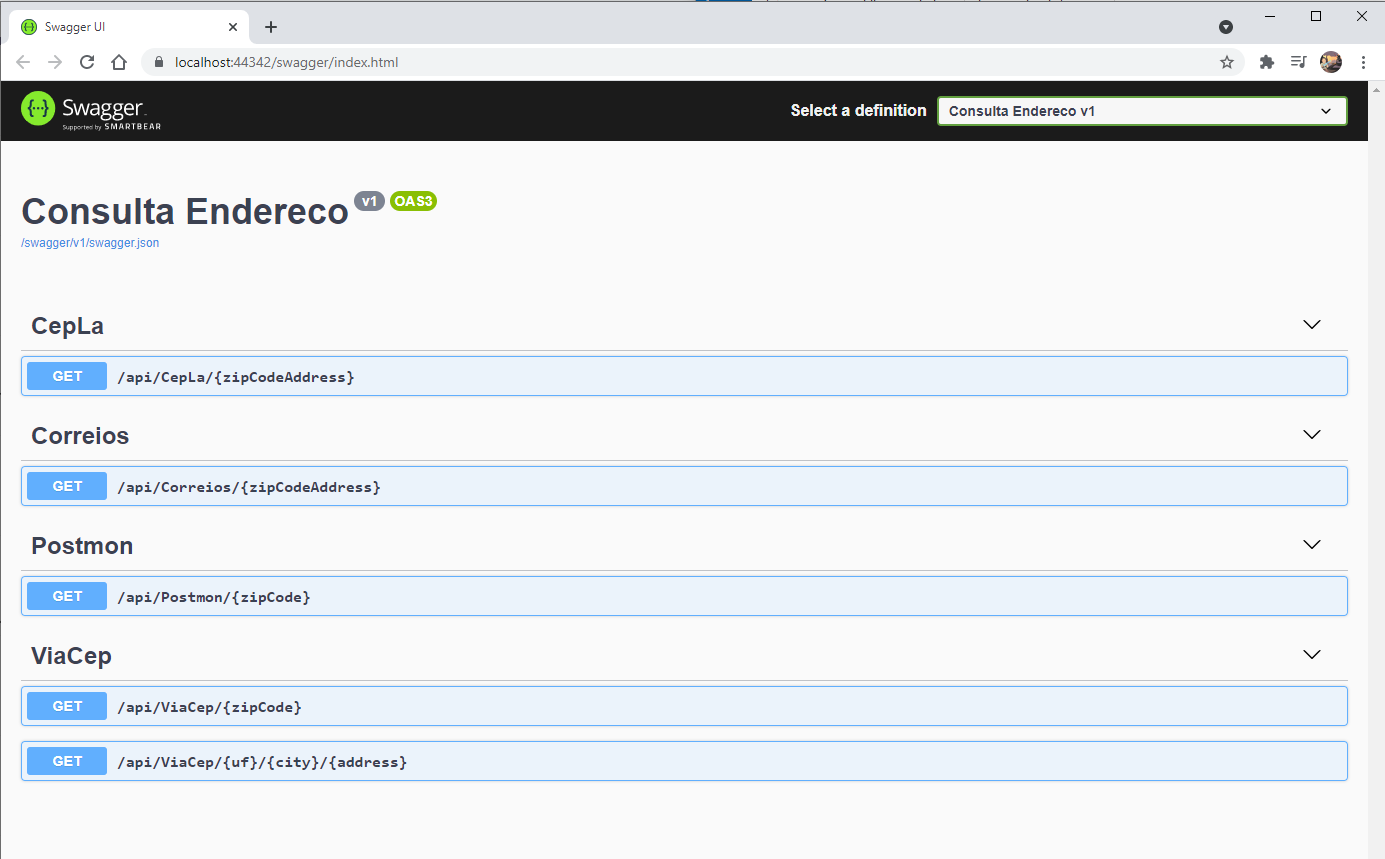 Swagger UI
localhost:44342/swagger/index.html
Swagger
Supported by SMARTBEAR
Select a definition
Consulta Endereco v1
Consulta Endereco v1 OAS3
/swagger/v1/swagger.json
CepLa
GET /api/CepLa/{zipCodeAddress}
Correios
GET /api/Correios/{zipCodeAddress}
Postmon
GET /api/Postmon/{zipCode}
ViaCep
GET /api/ViaCep/{zipCode}
GET /api/ViaCep/{uf}/{city}/{address}